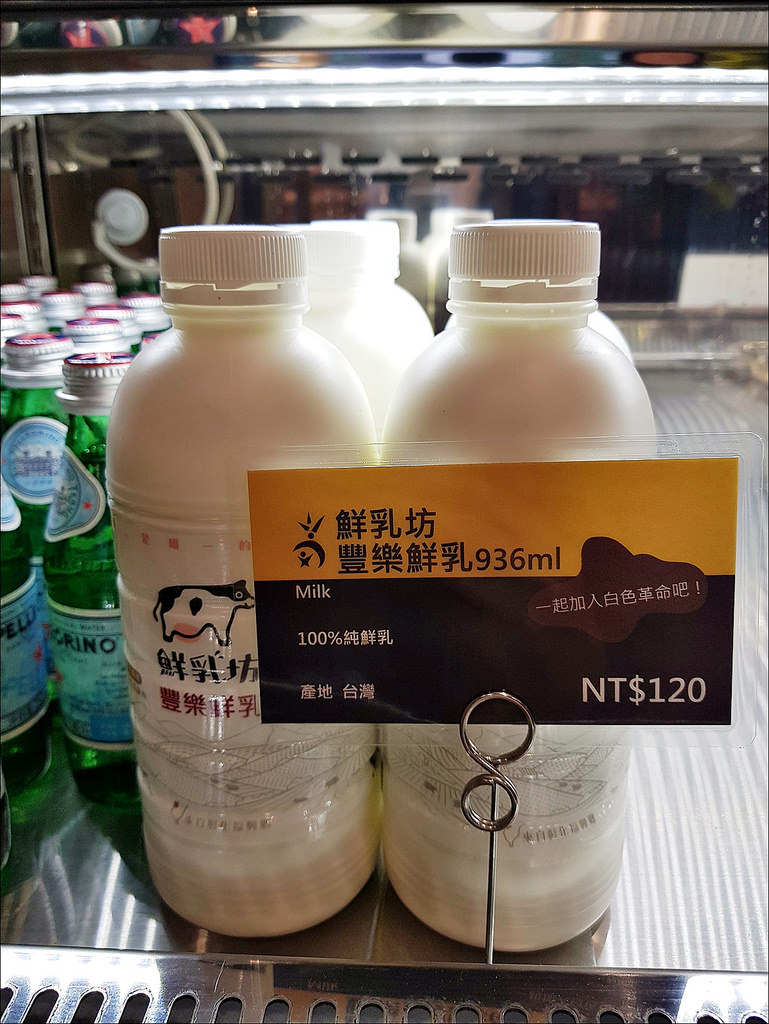 鮮乳坊
豐樂鮮乳936ml
Milk
一起加入白色革命吧！
100%純鮮乳
產地 台灣
NT$120
鮮乳坊
豐樂鮮乳